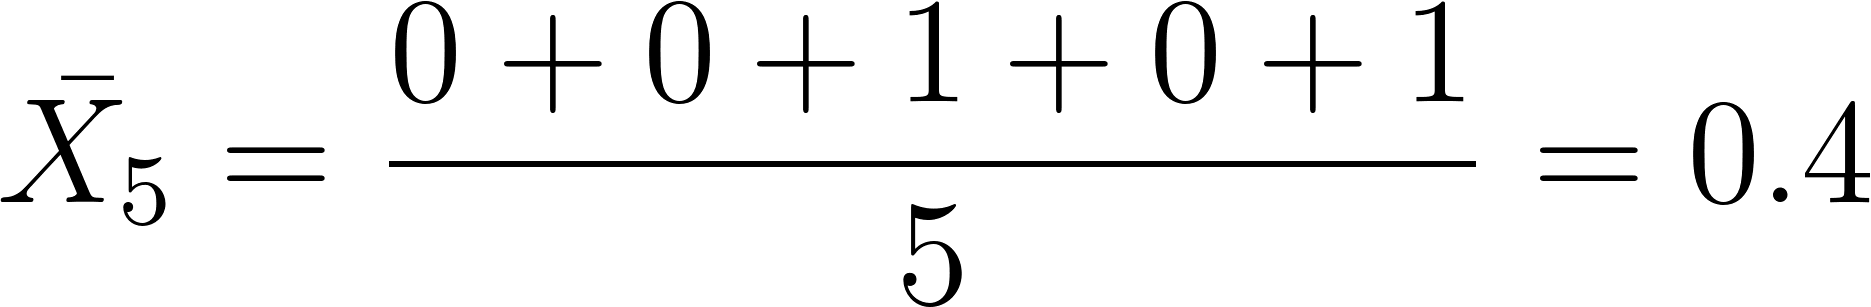 X̄₅ = (0 + 0 + 1 + 0 + 1) / 5 = 0.4